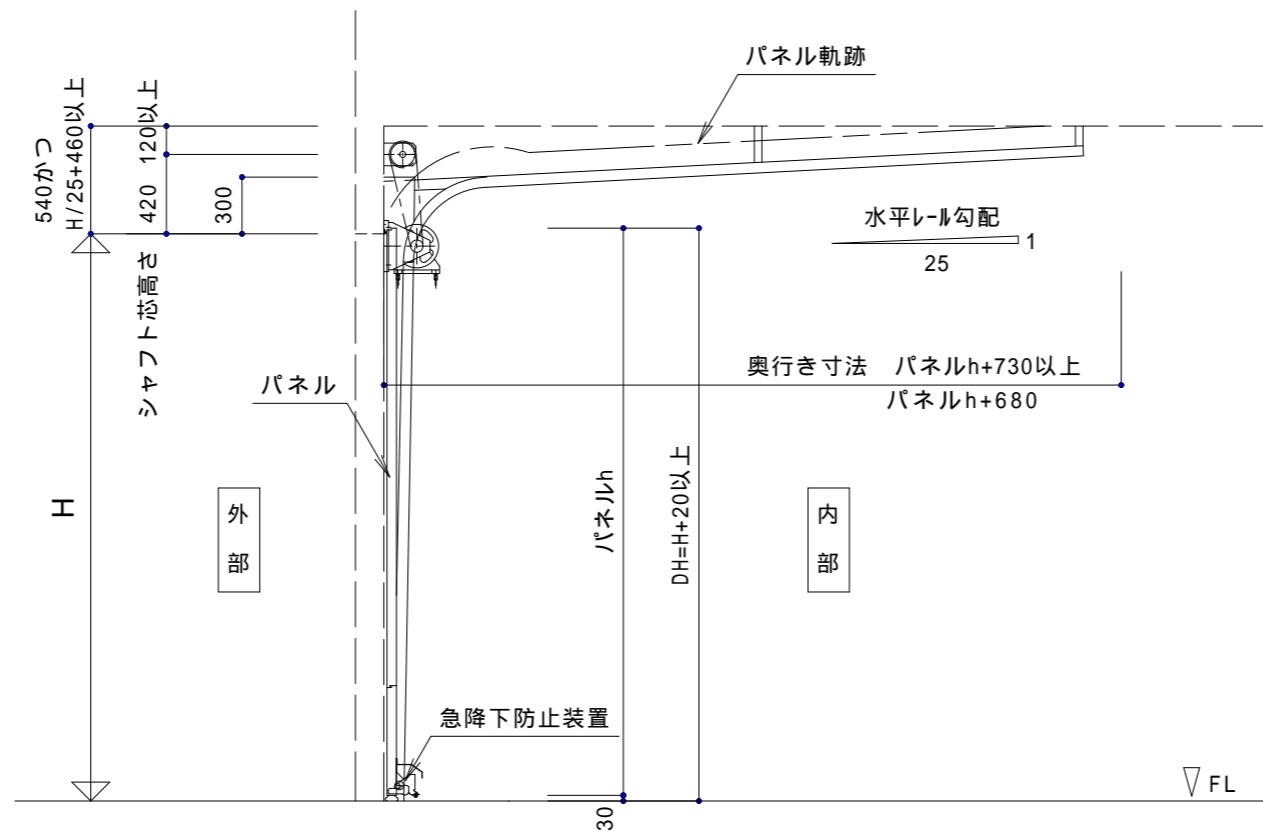 パネル軌跡
540かつ
H/25+460以上
120以上
420
300
シャフト芯高さ
水平レール勾配
1
25
奥行き寸法 パネルh+730以上
パネルh+680
パネル
H
外部
パネルh
DH=H+20以上
内部
急降下防止装置
30
FL